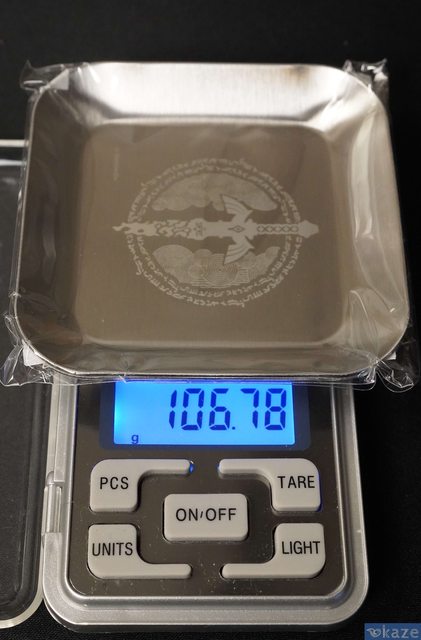 106.78
g
PCS
TARE
ON/OFF
UNITS
LIGHT
kaze